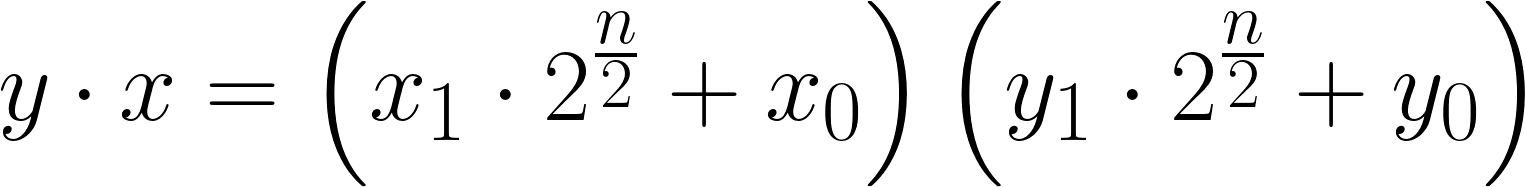 y · x = (x₁ · 2^{n/2} + x₀) (y₁ · 2^{n/2} + y₀)